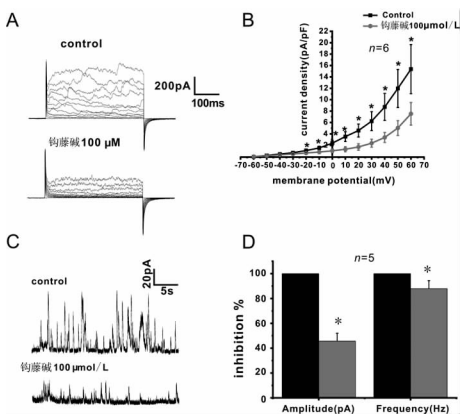 A
control
200pA
100ms
钩藤碱100 μM
B
Control
钩藤碱100μmol/L
n=6
current density(pA/pF)
22
20
18
16
14
12
10
8
6
4
2
0
-70-60-50-40-30-20-10 0 10 20 30 40 50 60 70
membrane potential(mV)
* * * * * * * * *
C
control
20pA
5s
钩藤碱100 μmol/L
D
n=5
inhibition %
100
80
60
40
20
0
*
*
Amplitude(pA) Frequency(Hz)